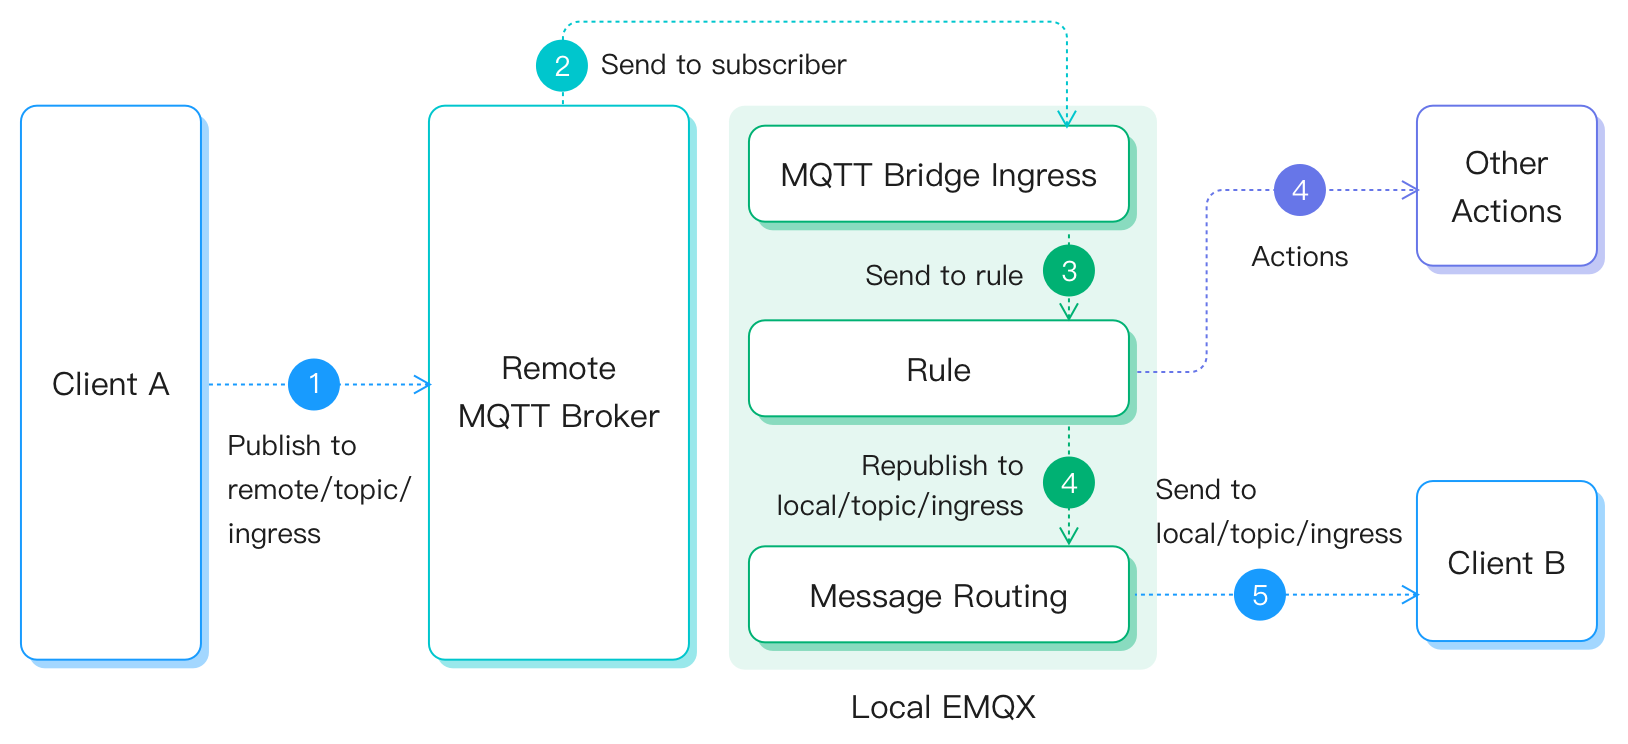 2
Send to subscriber
Client A
1
Publish to
remote/topic/
ingress
Remote
MQTT Broker
MQTT Bridge Ingress
Send to rule
3
Rule
Republish to
local/topic/ingress
4
Message Routing
Local EMQX
4
Actions
Other
Actions
Send to
local/topic/ingress
5
Client B